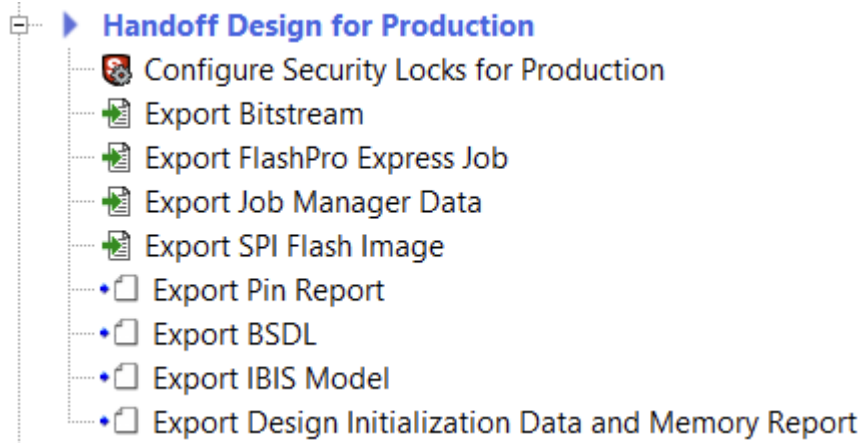 Handoff Design for Production
Configure Security Locks for Production
Export Bitstream
Export FlashPro Express Job
Export Job Manager Data
Export SPI Flash Image
Export Pin Report
Export BSDL
Export IBIS Model
Export Design Initialization Data and Memory Report